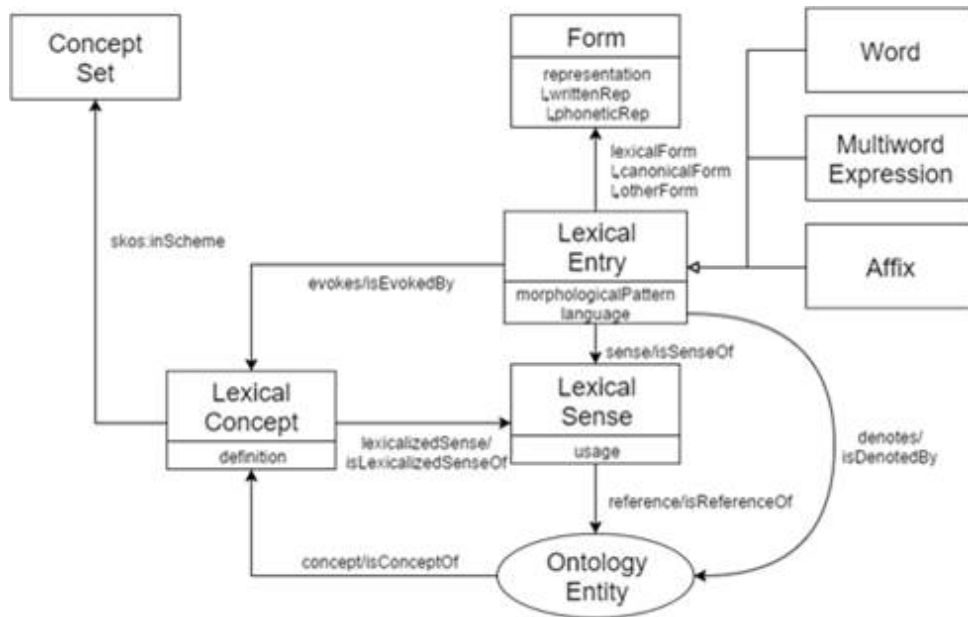 Concept
Set
Form
representation
↳writtenRep
↳phoneticRep
Word
Multiword
Expression
Affix
lexicalForm
↳canonicalForm
↳otherForm
skos:inScheme
Lexical
Entry
morphologicalPattern
language
evokes/isEvokedBy
sense/isSenseOf
Lexical
Concept
definition
lexicalizedSense/
isLexicalizedSenseOf
Lexical
Sense
usage
denotes/
isDenotedBy
reference/isReferenceOf
concept/isConceptOf
Ontology
Entity